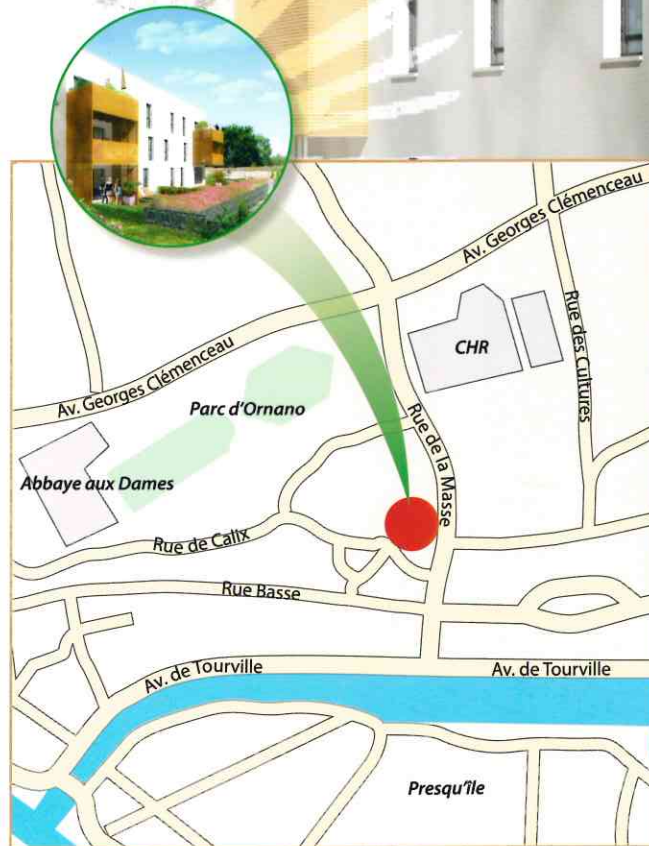 Av. Georges Clémenceau
Rue des Cultures
CHR
Av. Georges Clémenceau
Parc d'Ornano
Rue de la Masse
Abbaye aux Dames
Rue de Calix
Rue Basse
Av. de Tourville
Av. de Tourville
Presqu'île